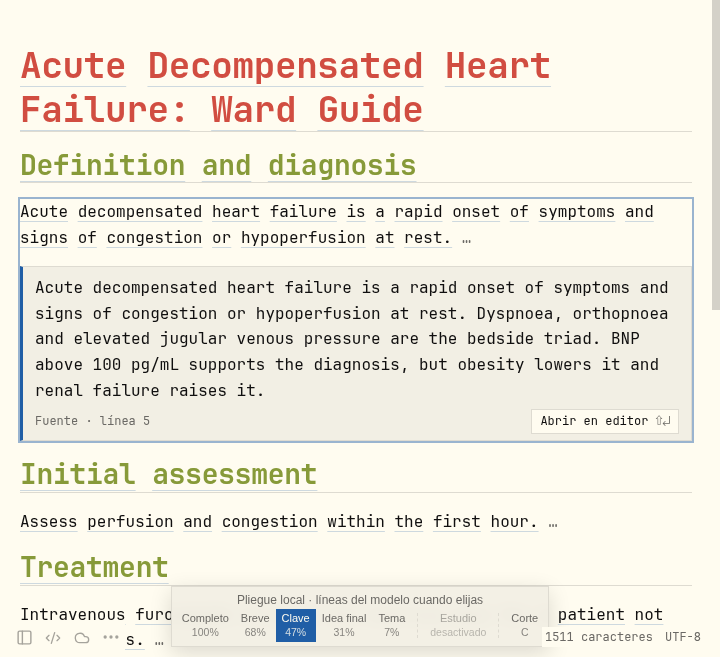 Acute Decompensated Heart
Failure: Ward Guide
Definition and diagnosis
Acute decompensated heart failure is a rapid onset of symptoms and
signs of congestion or hypoperfusion at rest. …
Acute decompensated heart failure is a rapid onset of symptoms and
signs of congestion or hypoperfusion at rest. Dyspnoea, orthopnoea
and elevated jugular venous pressure are the bedside triad. BNP
above 100 pg/mL supports the diagnosis, but obesity lowers it and
renal failure raises it.
Fuente · línea 5
Abrir en editor ⇧↵
Initial assessment
Assess perfusion and congestion within the first hour. …
Treatment
Intravenous patient not
s. …
Pliegue local · líneas del modelo cuando elijas
Completo Breve Clave Idea final Tema Estudio Corte
100% 68% 47% 31% 7% desactivado C
1511 caracteres UTF-8